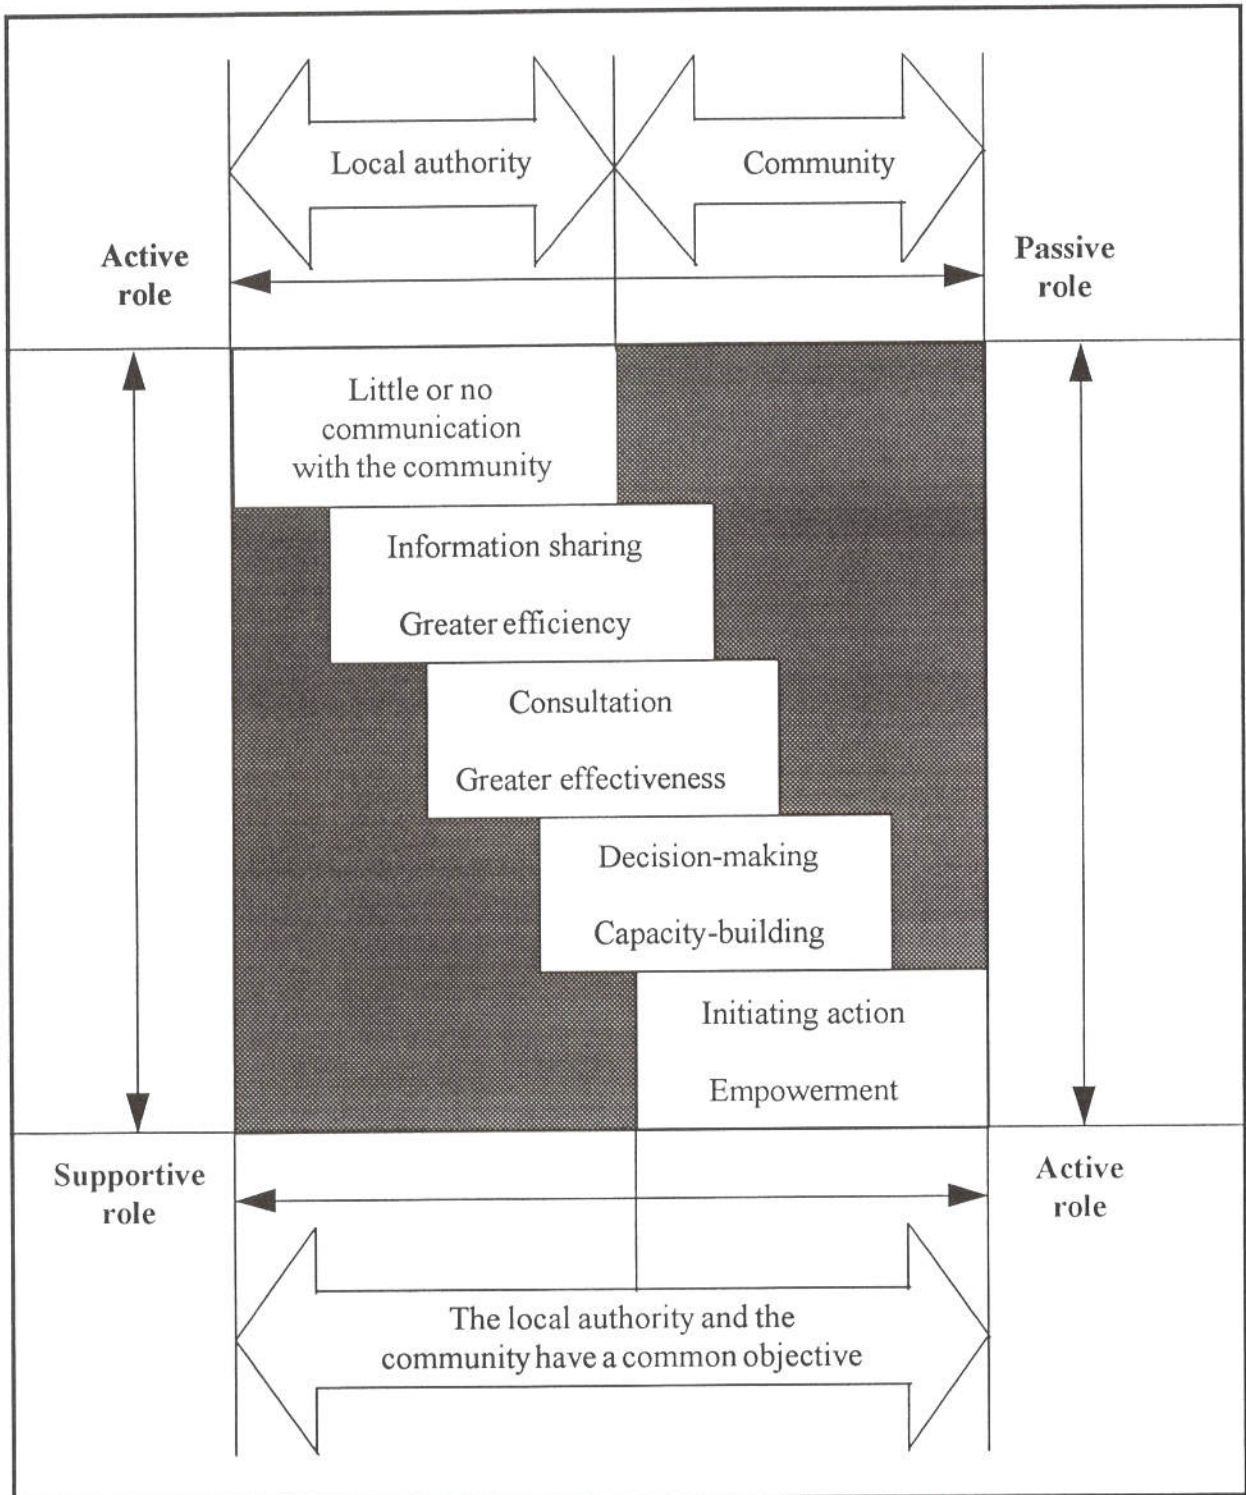 Local authority
Community
Active
role
Passive
role
Little or no
communication
with the community
Information sharing
Greater efficiency
Consultation
Greater effectiveness
Decision-making
Capacity-building
Initiating action
Empowerment
Supportive
role
Active
role
The local authority and the
community have a common objective